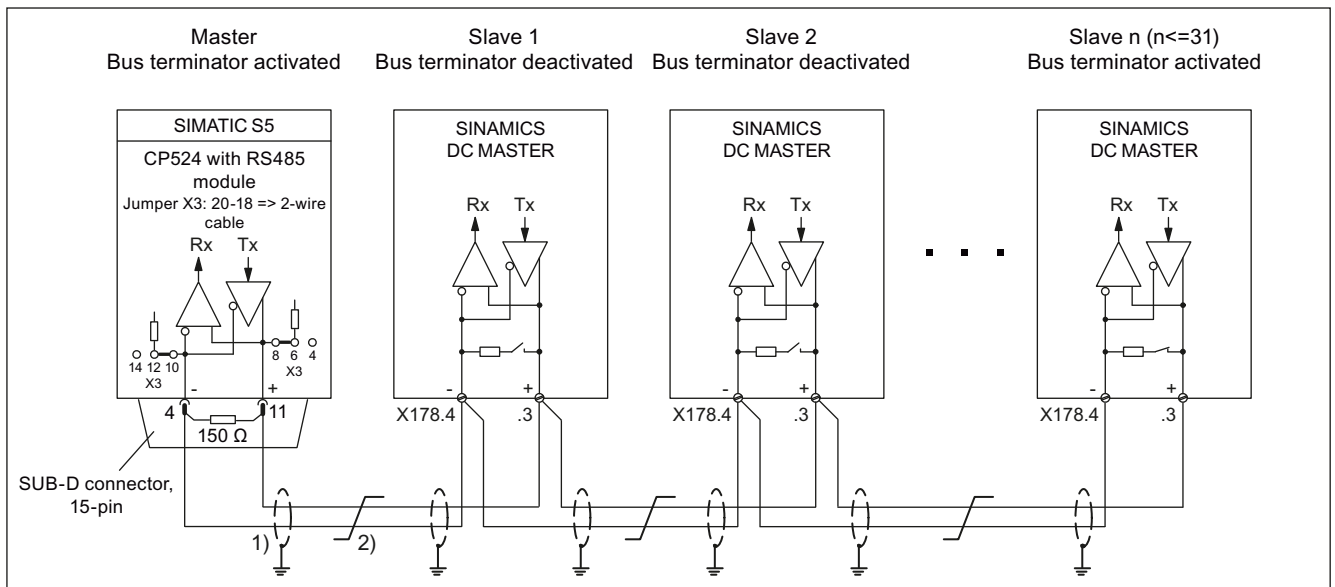 Master
Bus terminator activated
Slave 1
Bus terminator deactivated
Slave 2
Bus terminator deactivated
Slave n (n<=31)
Bus terminator activated
SIMATIC S5
CP524 with RS485
module
Jumper X3: 20-18 => 2-wire
cable
Rx Tx
14 12 10
X3
8 6 4
X3
- +
4 11
150 Ω
SUB-D connector,
15-pin
SINAMICS
DC MASTER
Rx Tx
- +
X178.4 .3
SINAMICS
DC MASTER
Rx Tx
- +
X178.4 .3
SINAMICS
DC MASTER
Rx Tx
- +
X178.4 .3
1) 2)